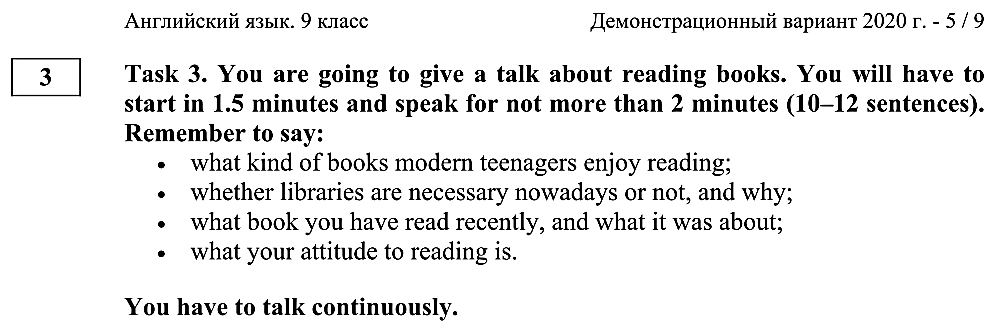 Английский язык. 9 класс
Демонстрационный вариант 2020 г. - 5 / 9
3
Task 3. You are going to give a talk about reading books. You will have to
start in 1.5 minutes and speak for not more than 2 minutes (10–12 sentences).
Remember to say:
• what kind of books modern teenagers enjoy reading;
• whether libraries are necessary nowadays or not, and why;
• what book you have read recently, and what it was about;
• what your attitude to reading is.
You have to talk continuously.